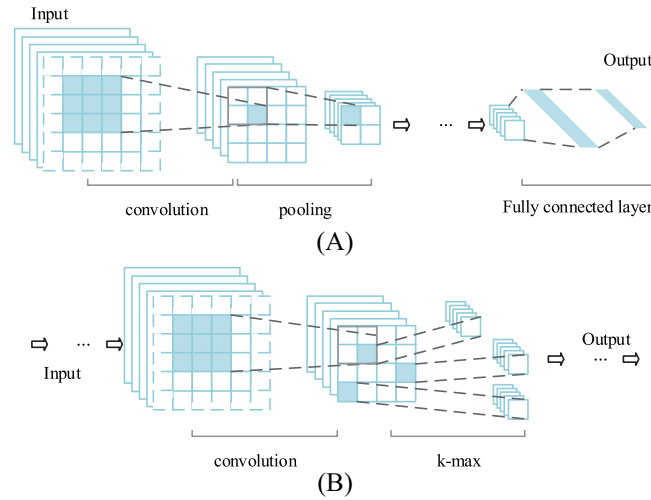 Input
Output
...
convolution
pooling
Fully connected layer
(A)
... Output
Input ...
convolution
k-max
(B)